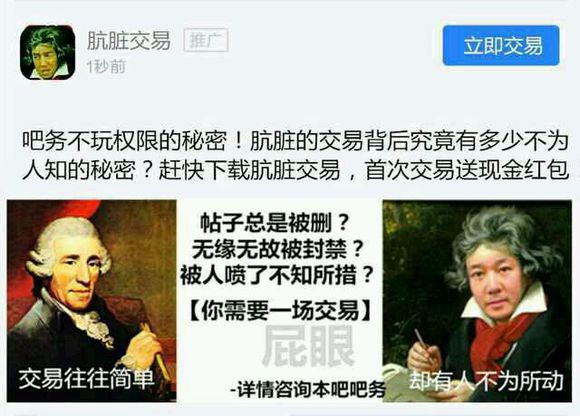 肮脏交易 推广
1秒前
立即交易
吧务不玩权限的秘密！肮脏的交易背后究竟有多少不为
人知的秘密？赶快下载肮脏交易，首次交易送现金红包
帖子总是被删？
无缘无故被封禁？
被人喷了不知所措？
【你需要一场交易】
屁眼
-详情咨询本吧吧务
交易往往简单
却有人不为所动